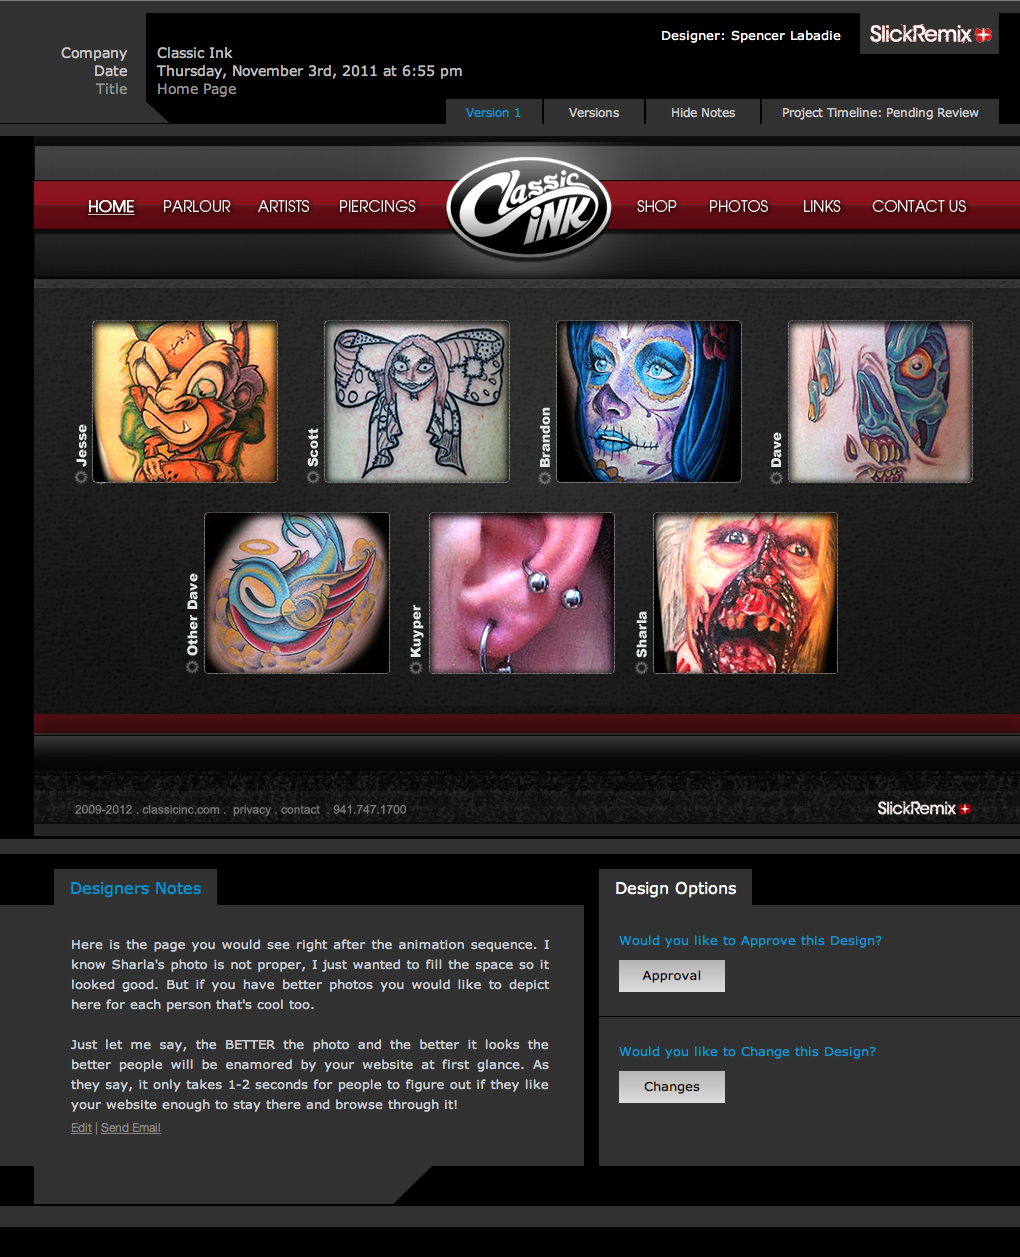 Designer: Spencer Labadie
SlickRemix
Company Classic Ink
Date Thursday, November 3rd, 2011 at 6:55 pm
Title Home Page
Version 1 Versions Hide Notes Project Timeline: Pending Review
HOME PARLOUR ARTISTS PIERCINGS Classic INK SHOP PHOTOS LINKS CONTACT US
Jesse
Scott
Brandon
Dave
Other Dave
Kuyper
Sharla
2009-2012 . classicinc.com . privacy . contact . 941.747.1700
SlickRemix
Designers Notes
Here is the page you would see right after the animation sequence. I
know Sharla's photo is not proper, I just wanted to fill the space so it
looked good. But if you have better photos you would like to depict
here for each person that's cool too.
Just let me say, the BETTER the photo and the better it looks the
better people will be enamored by your website at first glance. As
they say, it only takes 1-2 seconds for people to figure out if they like
your website enough to stay there and browse through it!
Edit | Send Email
Design Options
Would you like to Approve this Design?
Approval
Would you like to Change this Design?
Changes